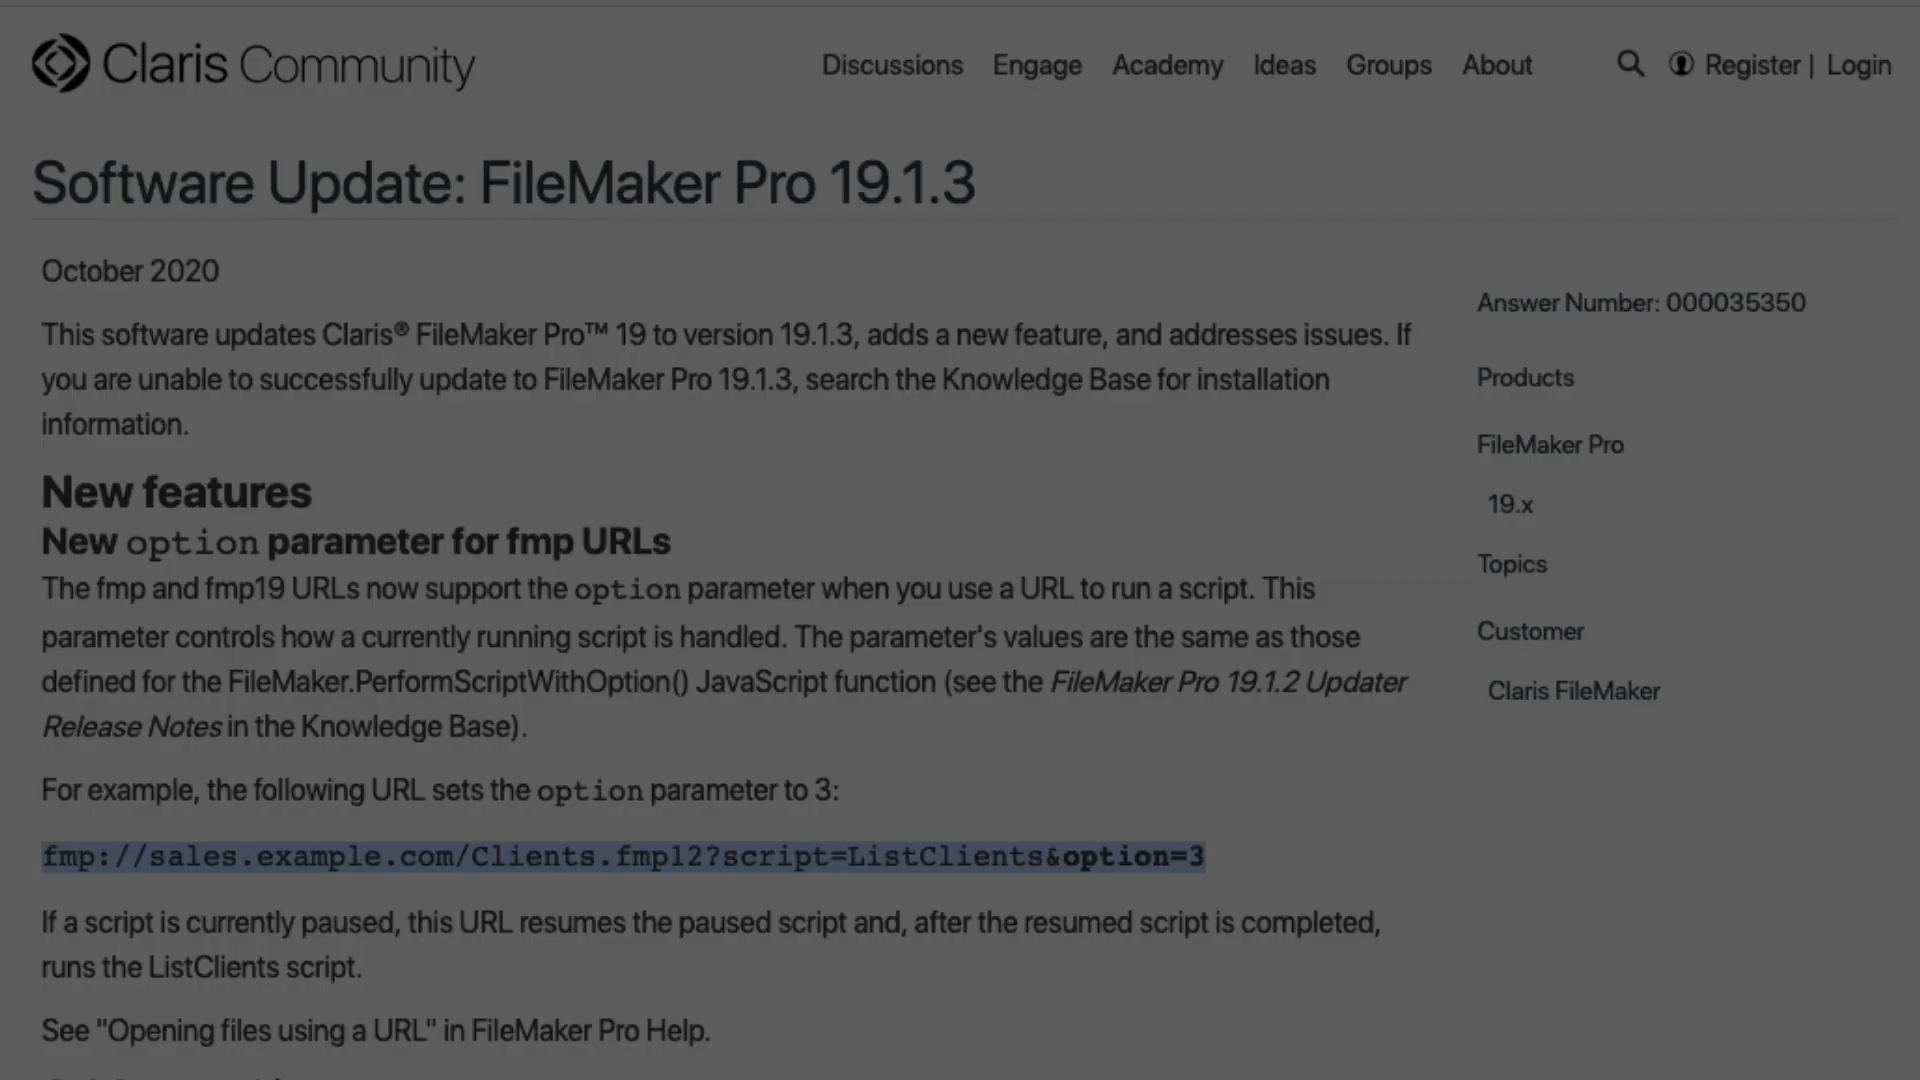 Claris Community
Discussions Engage Academy Ideas Groups About Register | Login
Software Update: FileMaker Pro 19.1.3
October 2020
This software updates Claris® FileMaker Pro™ 19 to version 19.1.3, adds a new feature, and addresses issues. If
you are unable to successfully update to FileMaker Pro 19.1.3, search the Knowledge Base for installation
information.
New features
New option parameter for fmp URLs
The fmp and fmp19 URLs now support the option parameter when you use a URL to run a script. This
parameter controls how a currently running script is handled. The parameter's values are the same as those
defined for the FileMaker.PerformScriptWithOption() JavaScript function (see the FileMaker Pro 19.1.2 Updater
Release Notes in the Knowledge Base).
For example, the following URL sets the option parameter to 3:
fmp://sales.example.com/Clients.fmp12?script=ListClients&option=3
If a script is currently paused, this URL resumes the paused script and, after the resumed script is completed,
runs the ListClients script.
See "Opening files using a URL" in FileMaker Pro Help.
Answer Number: 000035350
Products
FileMaker Pro
19.x
Topics
Customer
Claris FileMaker